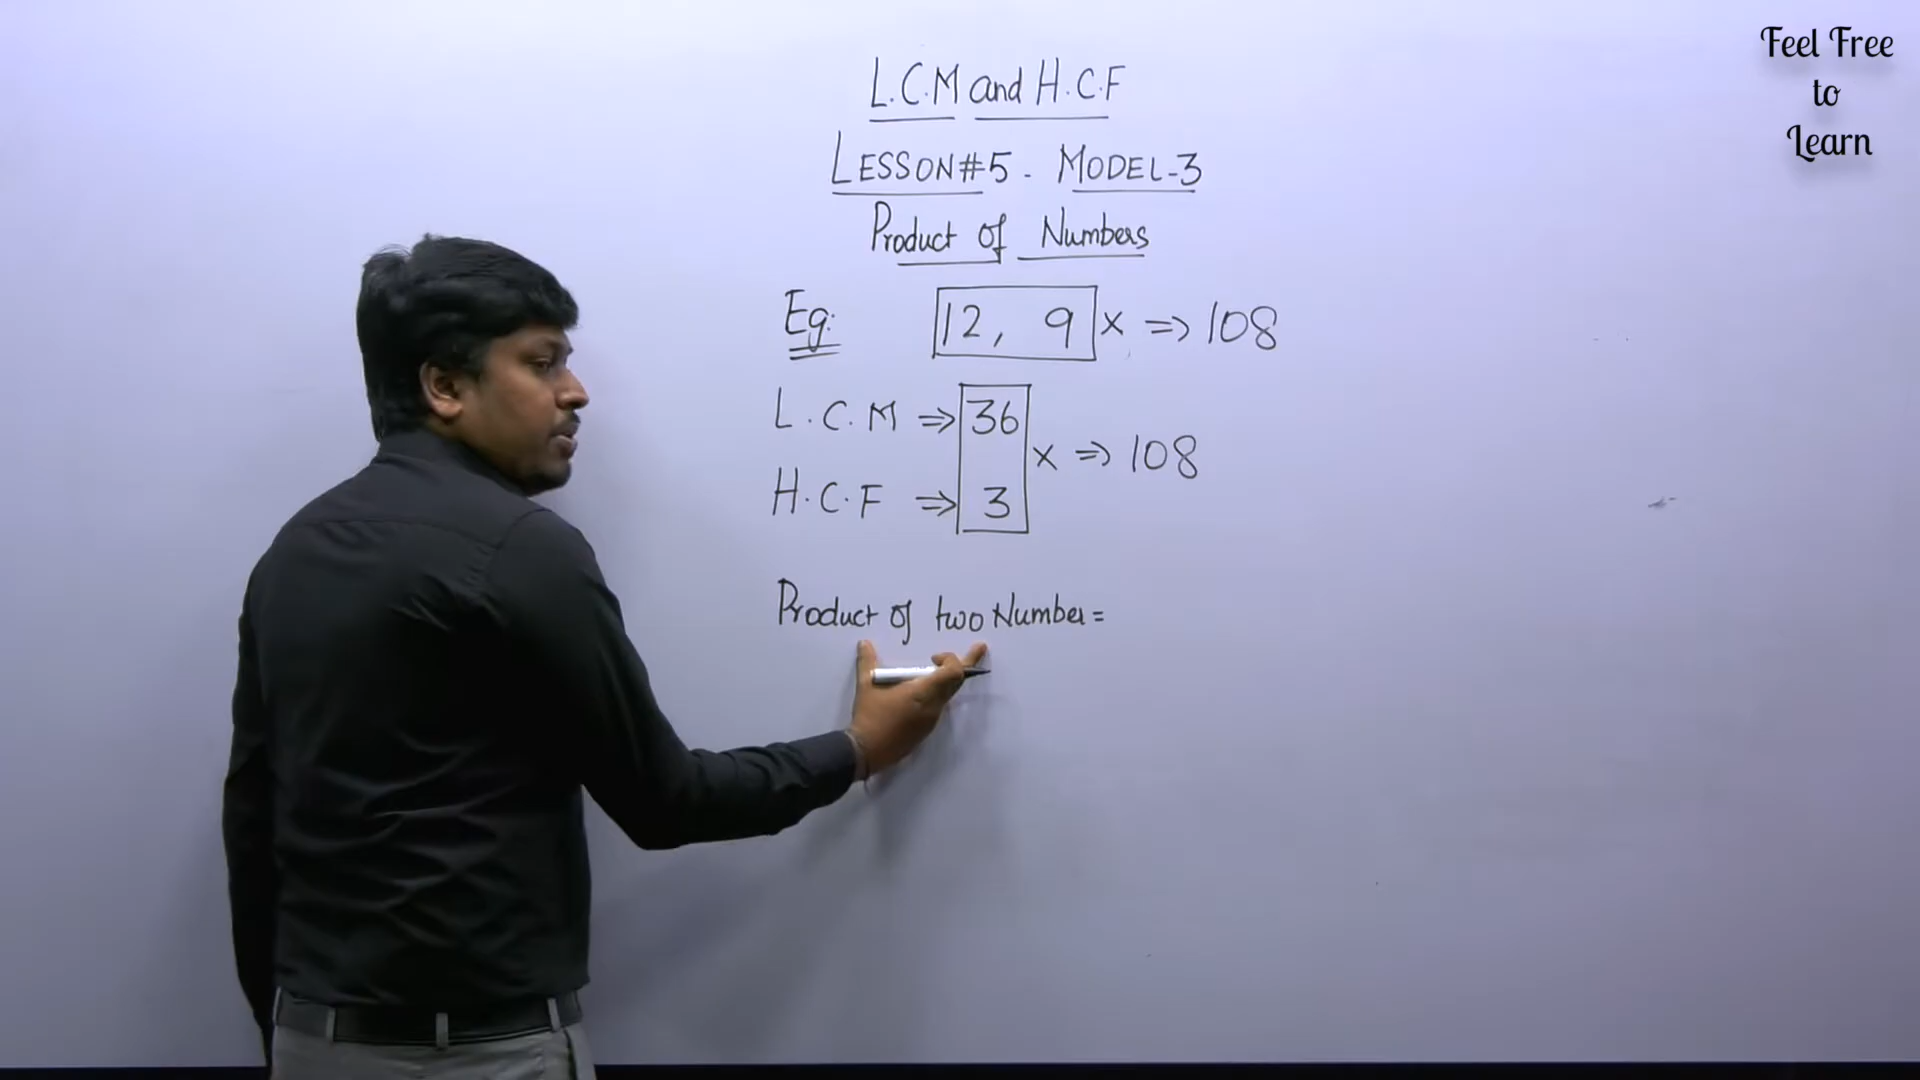 Feel Free
to
Learn
L.C.M and H.C.F
LESSON#5 - MODEL-3
Product of Numbers
Eg: 12, 9 x => 108
L.C.M => 36
x => 108
H.C.F => 3
Product of two Number =